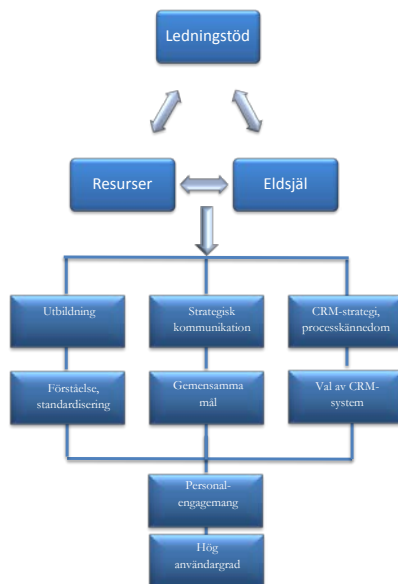 Ledningstöd
Resurser
Eldsjäl
Utbildning
Strategisk
kommunikation
CRM-strategi,
processkännedom
Förståelse,
standardisering
Gemensamma
mål
Val av CRM-
system
Personal-
engagemang
Hög
användargrad